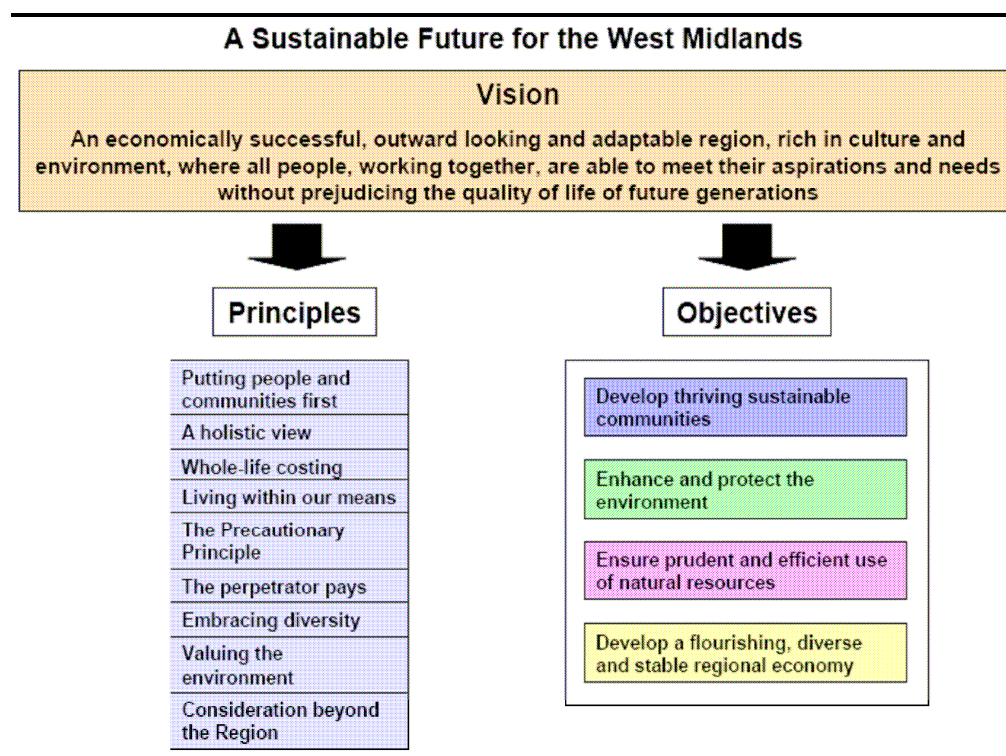 A Sustainable Future for the West Midlands
Vision
An economically successful, outward looking and adaptable region, rich in culture and
environment, where all people, working together, are able to meet their aspirations and needs
without prejudicing the quality of life of future generations
Principles
Putting people and
communities first
A holistic view
Whole-life costing
Living within our means
The Precautionary
Principle
The perpetrator pays
Embracing diversity
Valuing the
environment
Consideration beyond
the Region
Objectives
Develop thriving sustainable
communities
Enhance and protect the
environment
Ensure prudent and efficient use
of natural resources
Develop a flourishing, diverse
and stable regional economy